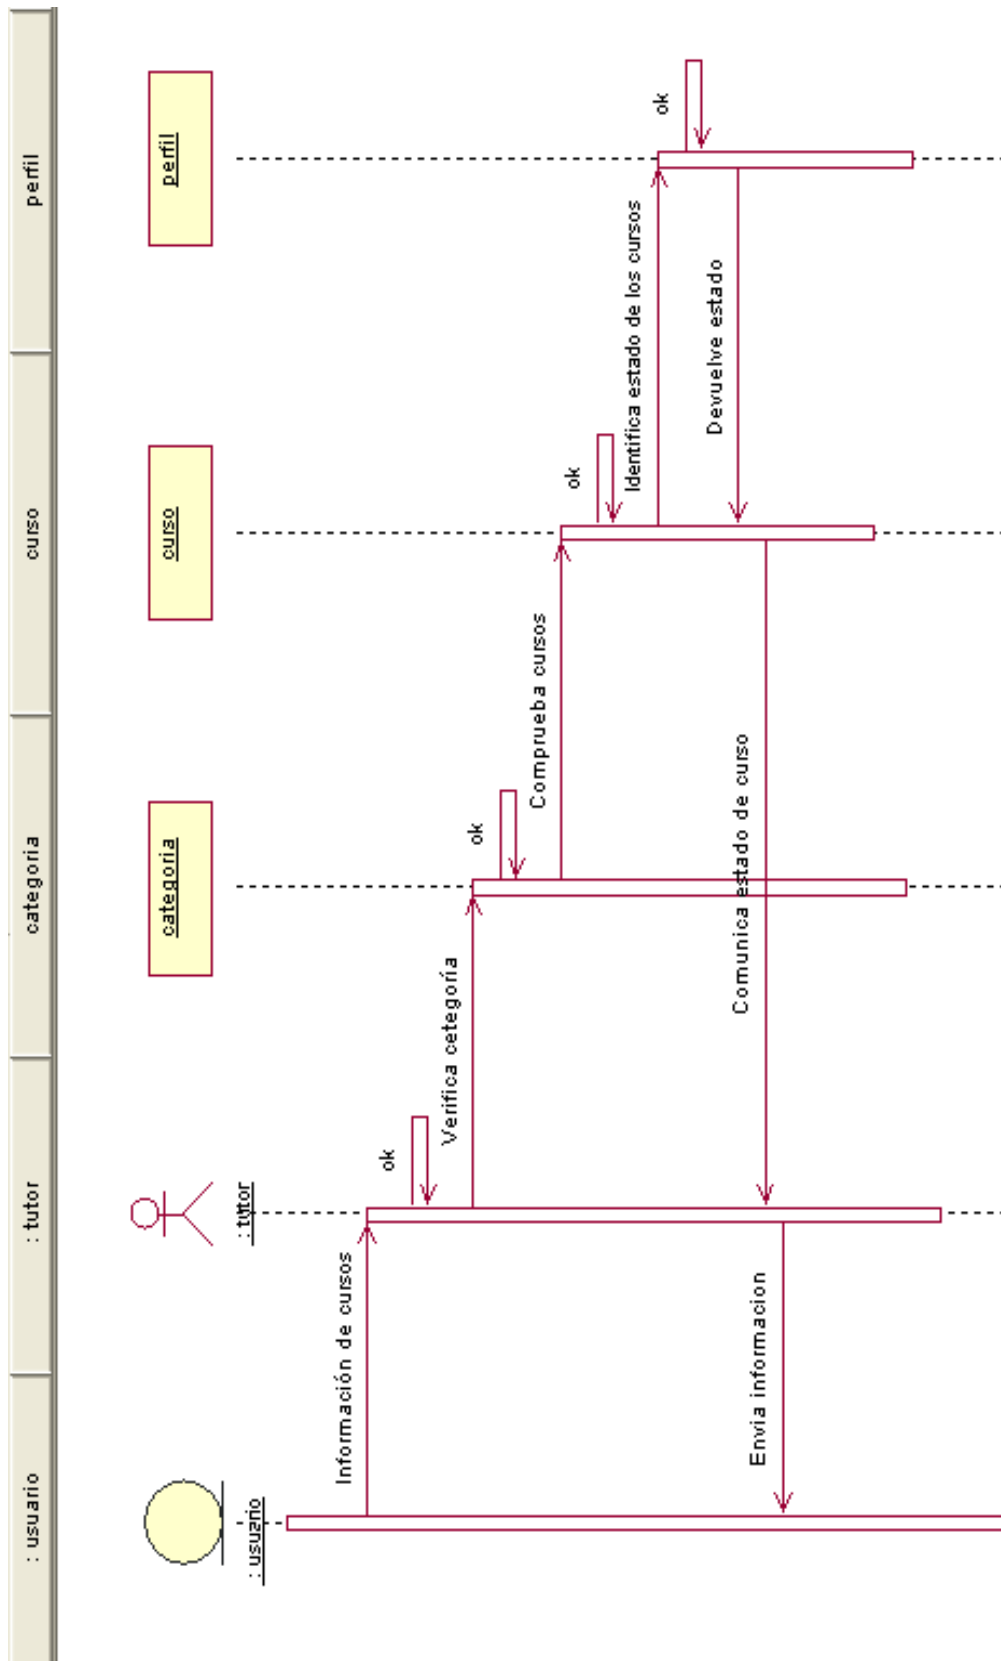 : usuario
: tutor
categoria
curso
perfil
: usuario
: tutor
categoria
curso
perfil
Información de cursos
ok
Verifica cetegoría
ok
Comprueba cursos
ok
Identifica estado de los cursos
ok
Devuelve estado
Comunica estado de curso
Envia informacion